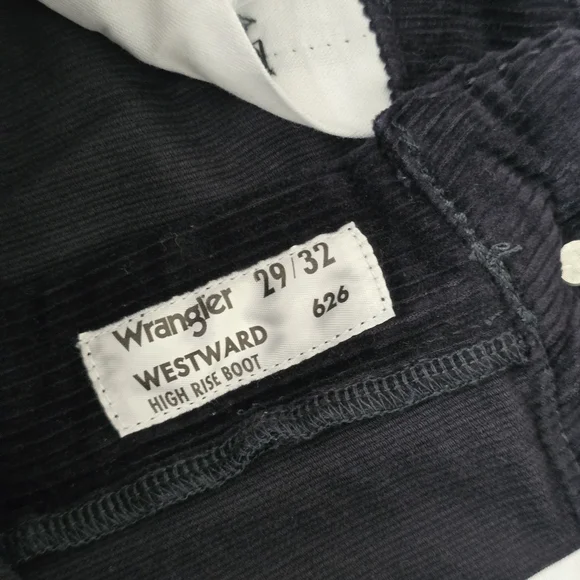 Wrangler 29/32
WESTWARD 626
HIGH RISE BOOT